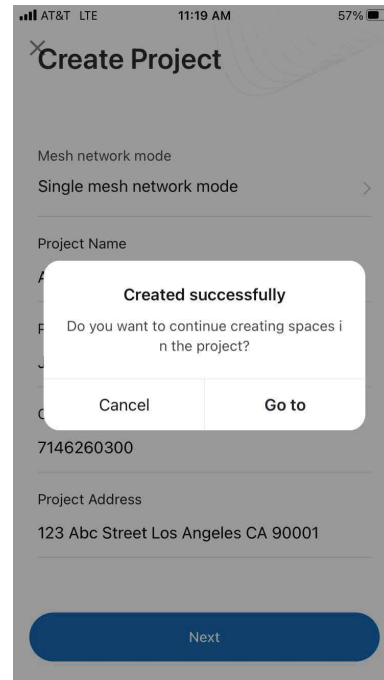 AT&T LTE 11:19 AM 57%
Create Project
Mesh network mode
Single mesh network mode
Project Name
Created successfully
Do you want to continue creating spaces i
n the project?
Cancel Go to
7146260300
Project Address
123 Abc Street Los Angeles CA 90001
Next